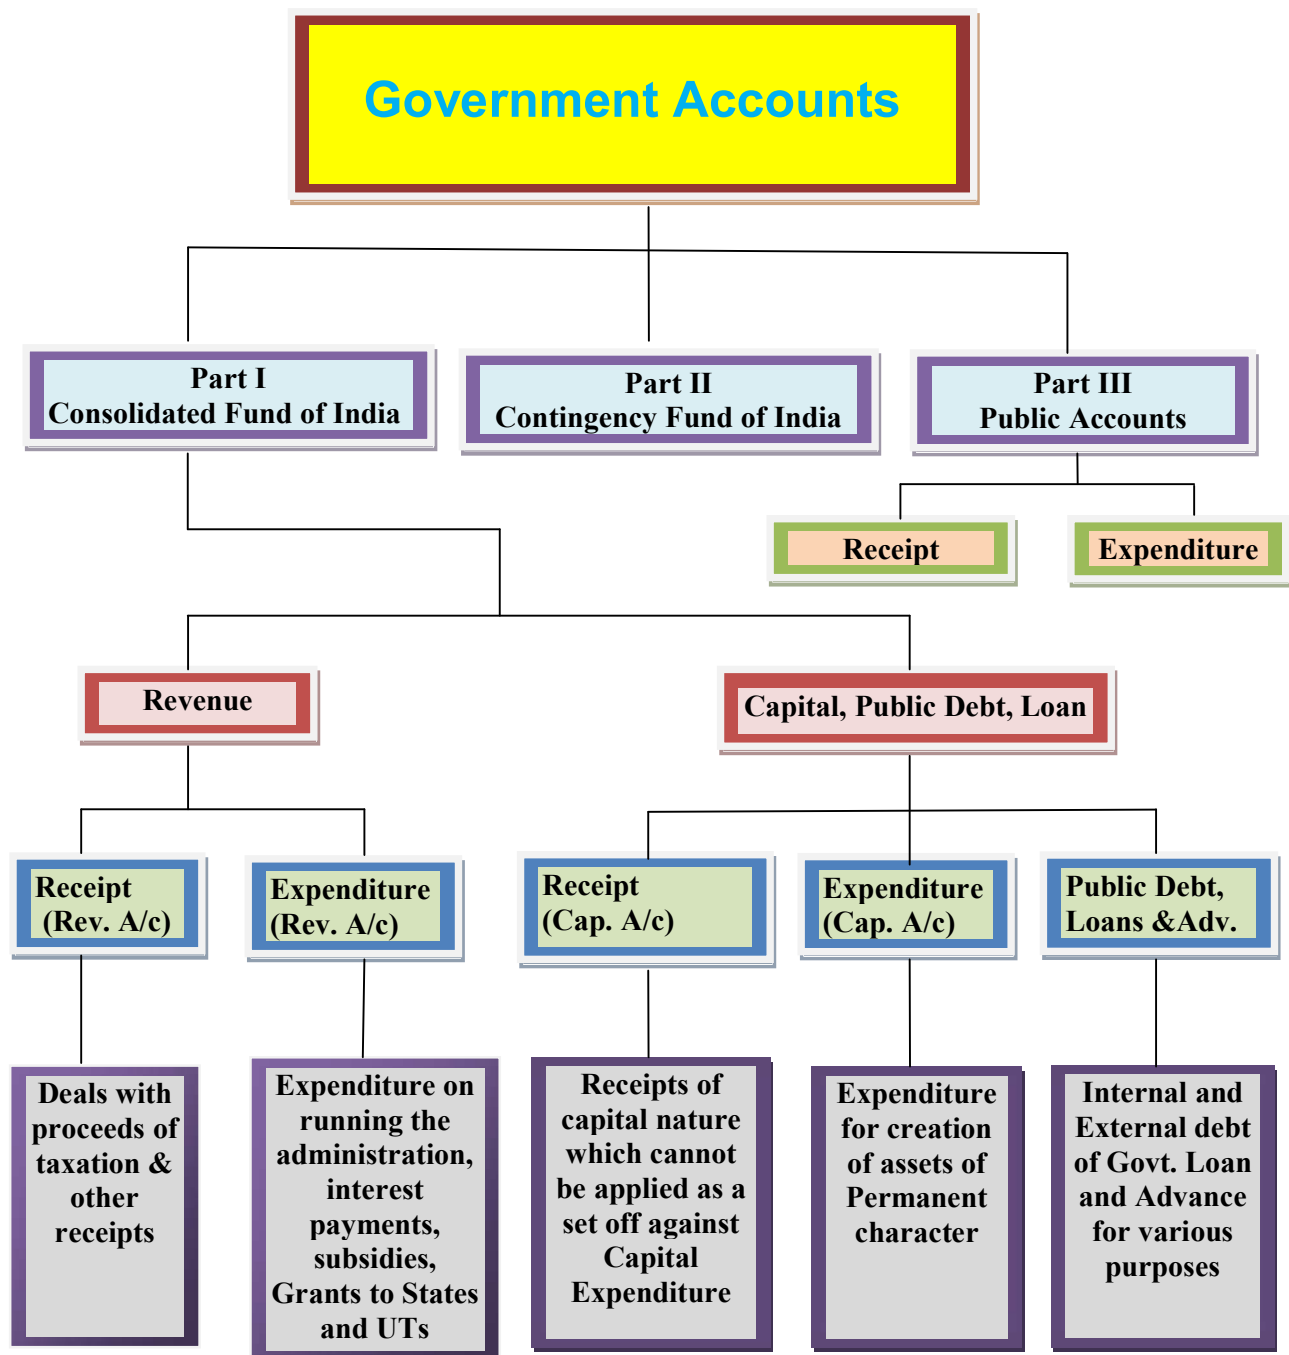 Government Accounts
Part I
Consolidated Fund of India
Part II
Contingency Fund of India
Part III
Public Accounts
Receipt
Expenditure
Revenue
Capital, Public Debt, Loan
Receipt
(Rev. A/c)
Expenditure
(Rev. A/c)
Receipt
(Cap. A/c)
Expenditure
(Cap. A/c)
Public Debt,
Loans &Adv.
Deals with
proceeds of
taxation &
other
receipts
Expenditure on
running the
administration,
interest
payments,
subsidies,
Grants to States
and UTs
Receipts of
capital nature
which cannot
be applied as a
set off against
Capital
Expenditure
Expenditure
for creation
of assets of
Permanent
character
Internal and
External debt
of Govt. Loan
and Advance
for various
purposes